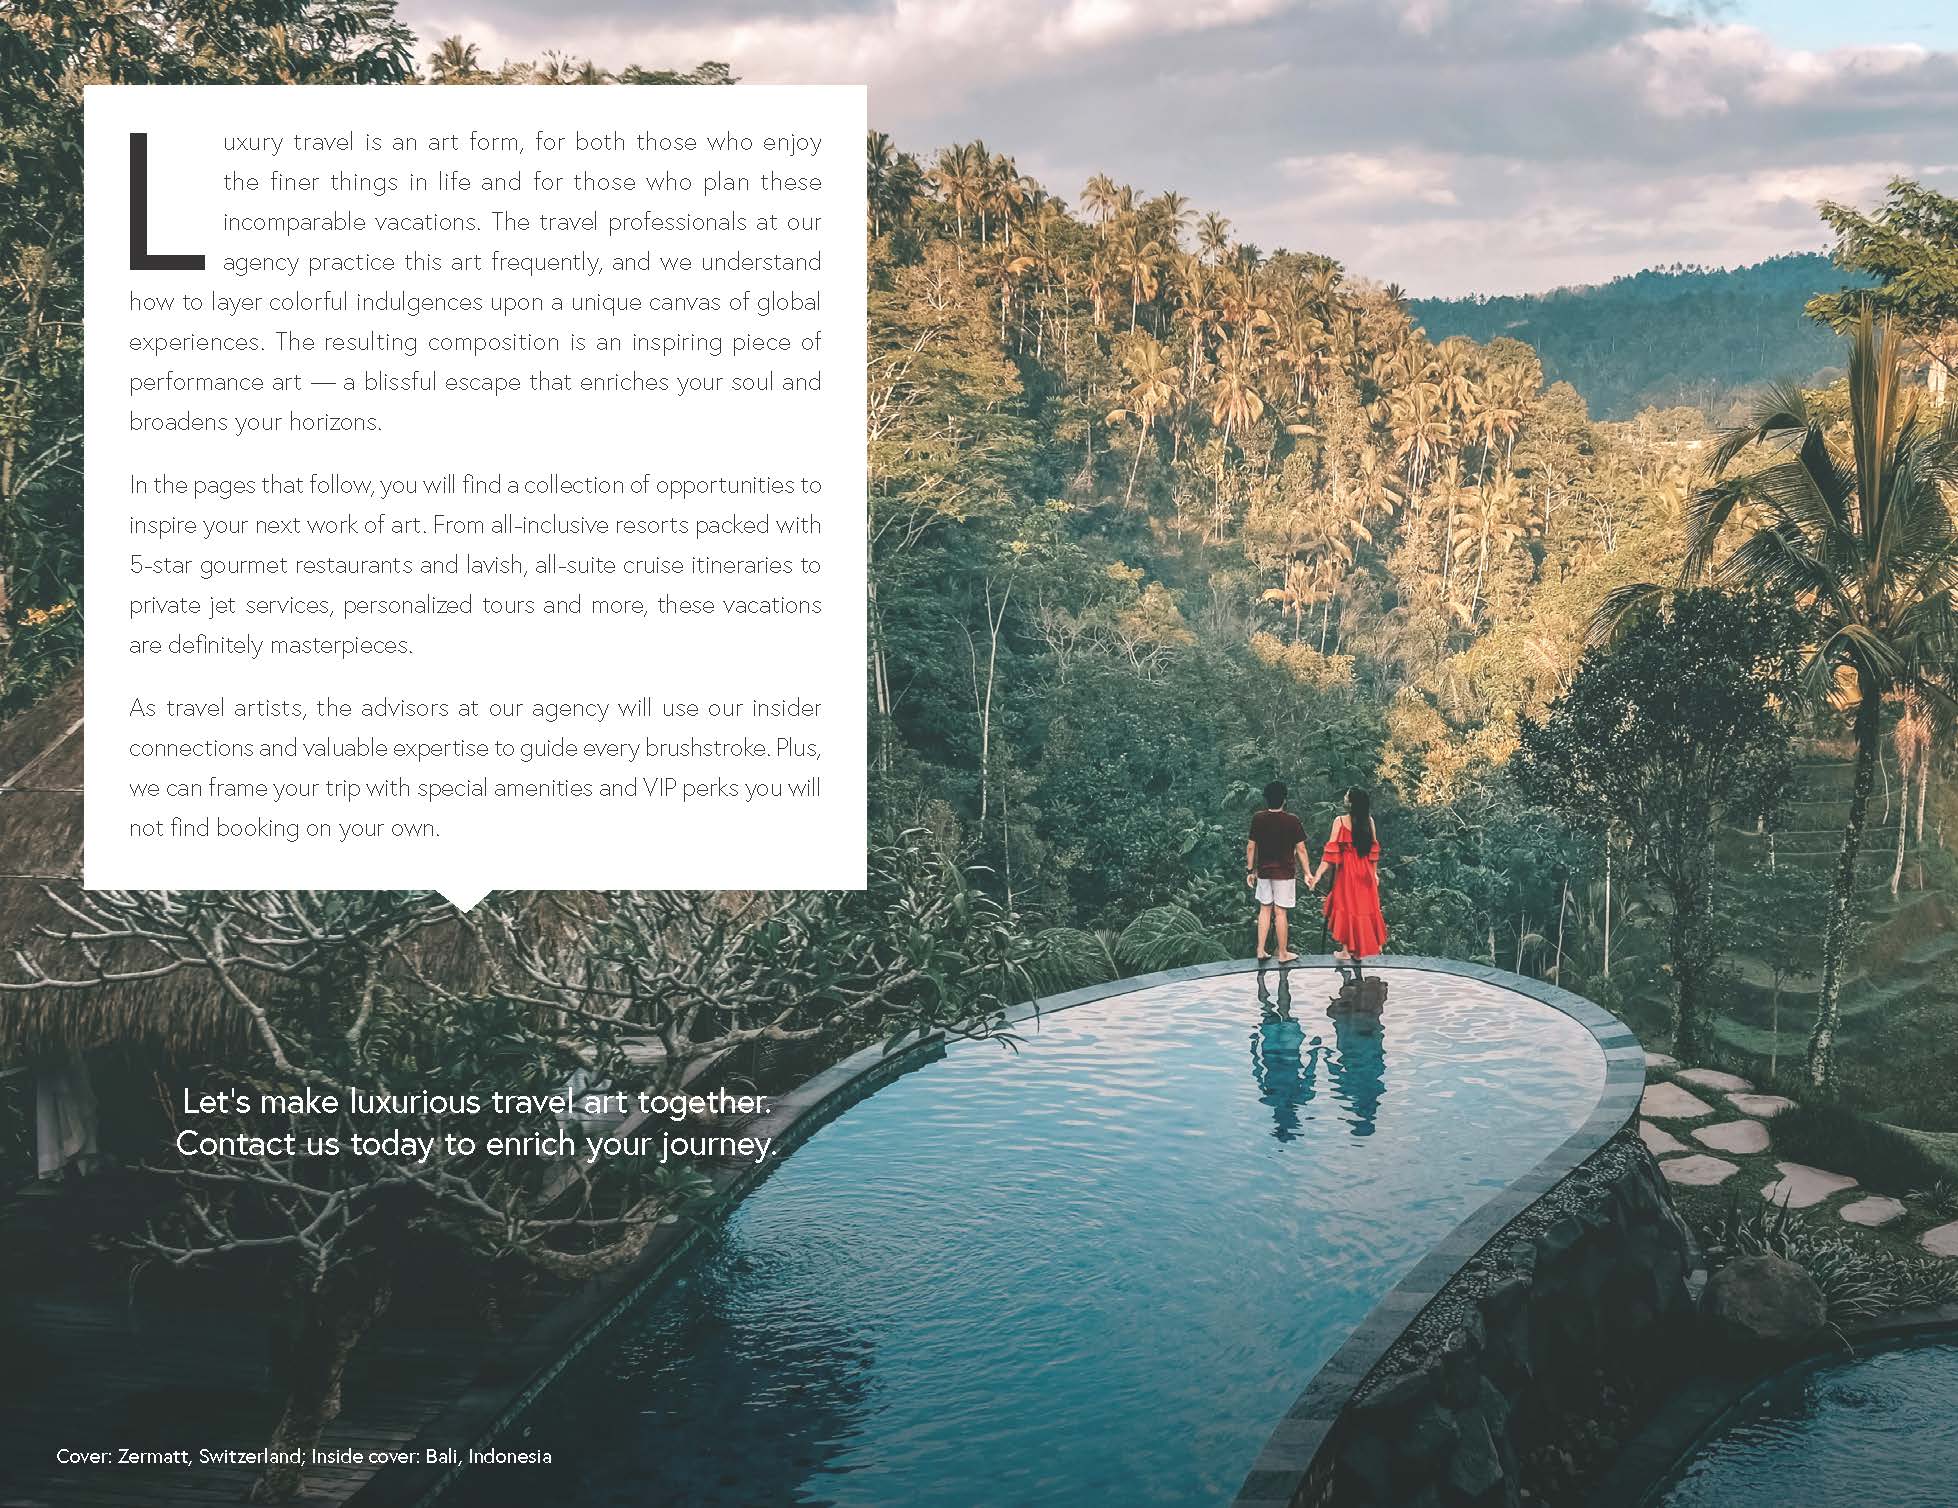 Luxury travel is an art form, for both those who enjoy
the finer things in life and for those who plan these
incomparable vacations. The travel professionals at our
agency practice this art frequently, and we understand
how to layer colorful indulgences upon a unique canvas of global
experiences. The resulting composition is an inspiring piece of
performance art — a blissful escape that enriches your soul and
broadens your horizons.
In the pages that follow, you will find a collection of opportunities to
inspire your next work of art. From all-inclusive resorts packed with
5-star gourmet restaurants and lavish, all-suite cruise itineraries to
private jet services, personalized tours and more, these vacations
are definitely masterpieces.
As travel artists, the advisors at our agency will use our insider
connections and valuable expertise to guide every brushstroke. Plus,
we can frame your trip with special amenities and VIP perks you will
not find booking on your own.
Let's make luxurious travel art together.
Contact us today to enrich your journey.
Cover: Zermatt, Switzerland; Inside cover: Bali, Indonesia